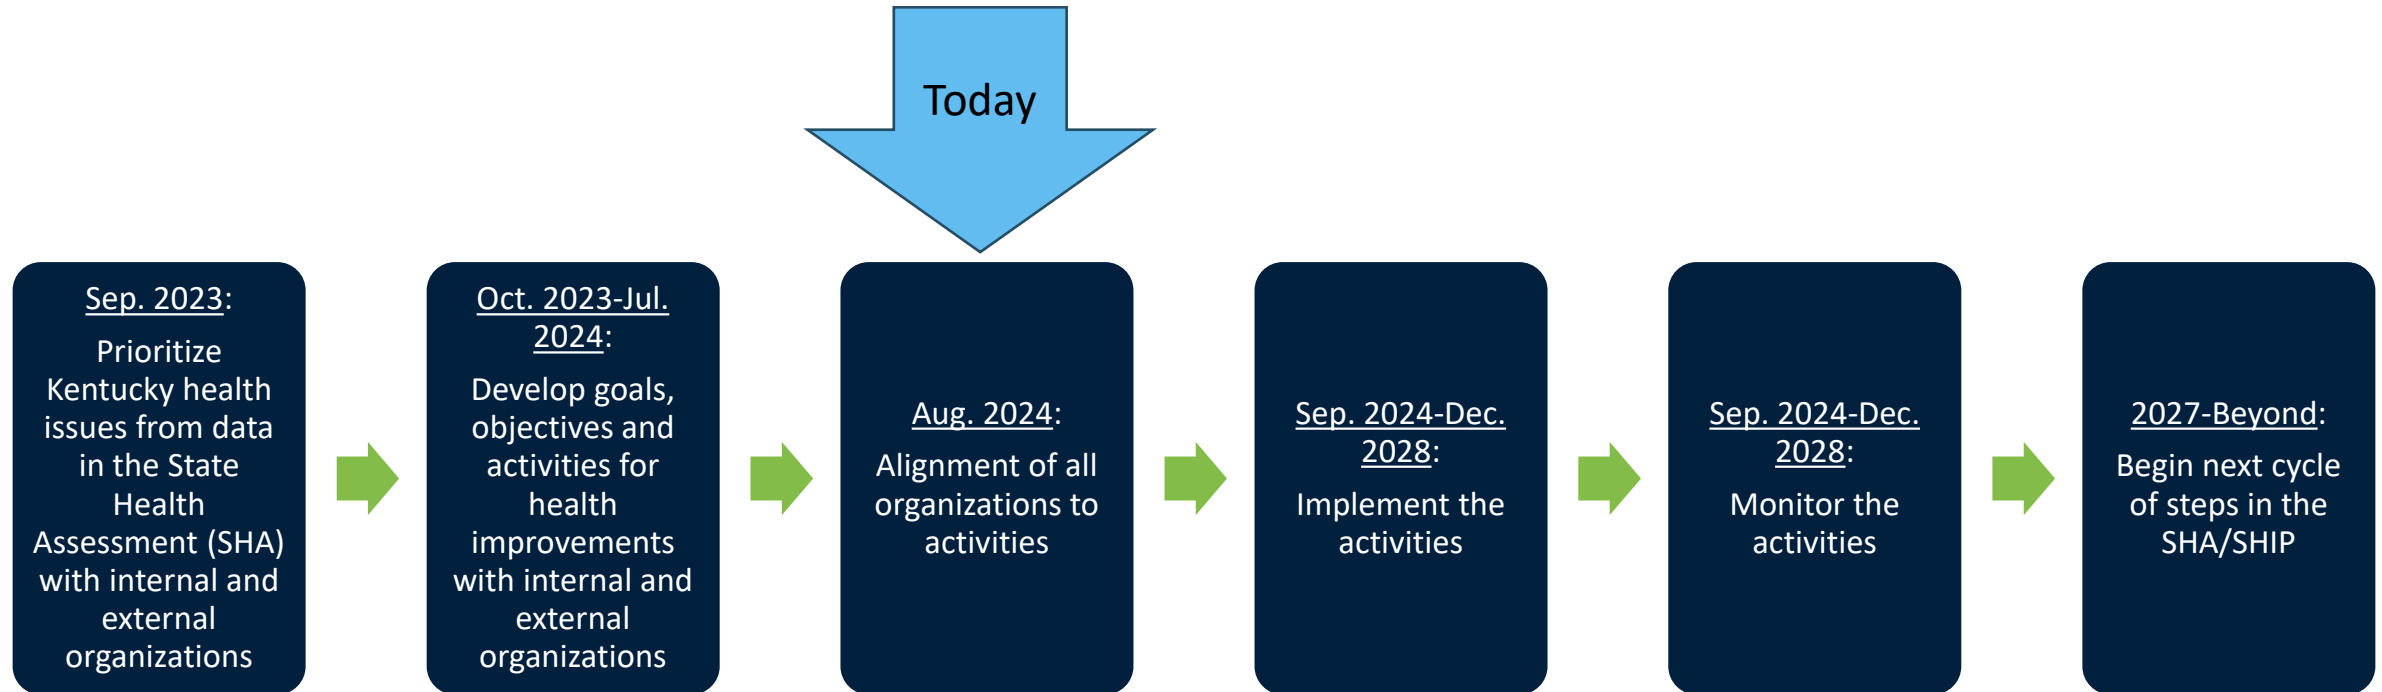 Today
Sep. 2023:
Prioritize
Kentucky health
issues from data
in the State
Health
Assessment (SHA)
with internal and
external
organizations
Oct. 2023-Jul.
2024:
Develop goals,
objectives and
activities for
health
improvements
with internal and
external
organizations
Aug. 2024:
Alignment of all
organizations to
activities
Sep. 2024-Dec.
2028:
Implement the
activities
Sep. 2024-Dec.
2028:
Monitor the
activities
2027-Beyond:
Begin next cycle
of steps in the
SHA/SHIP